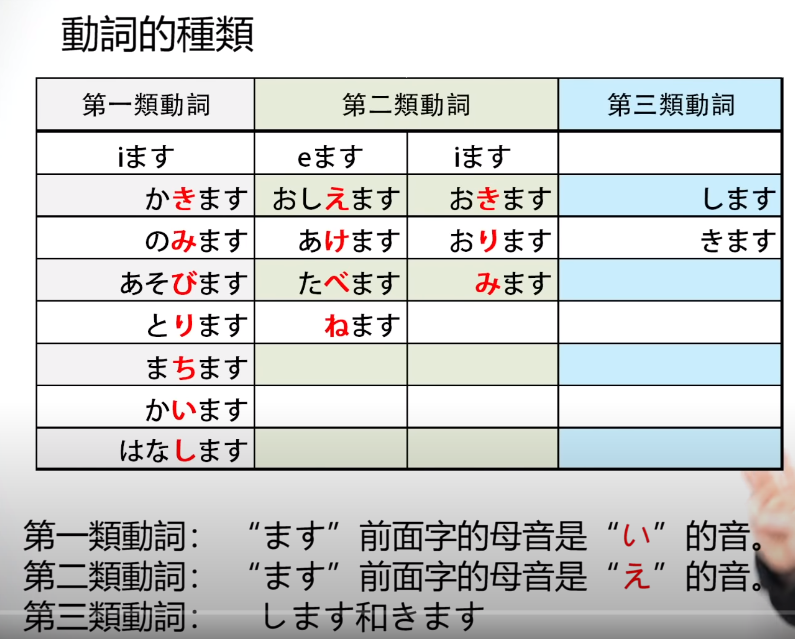 動詞的種類
第一類動詞 第二類動詞 第三類動詞
iます eます iます
かきます おしえます おきます します
のみます あけます おります きます
あそびます たべます みます
とります ねます
まちます
かいます
はなします
第一類動詞： “ます”前面字的母音是“い”的音。
第二類動詞： “ます”前面字的母音是“え”的音。
第三類動詞： します和きます